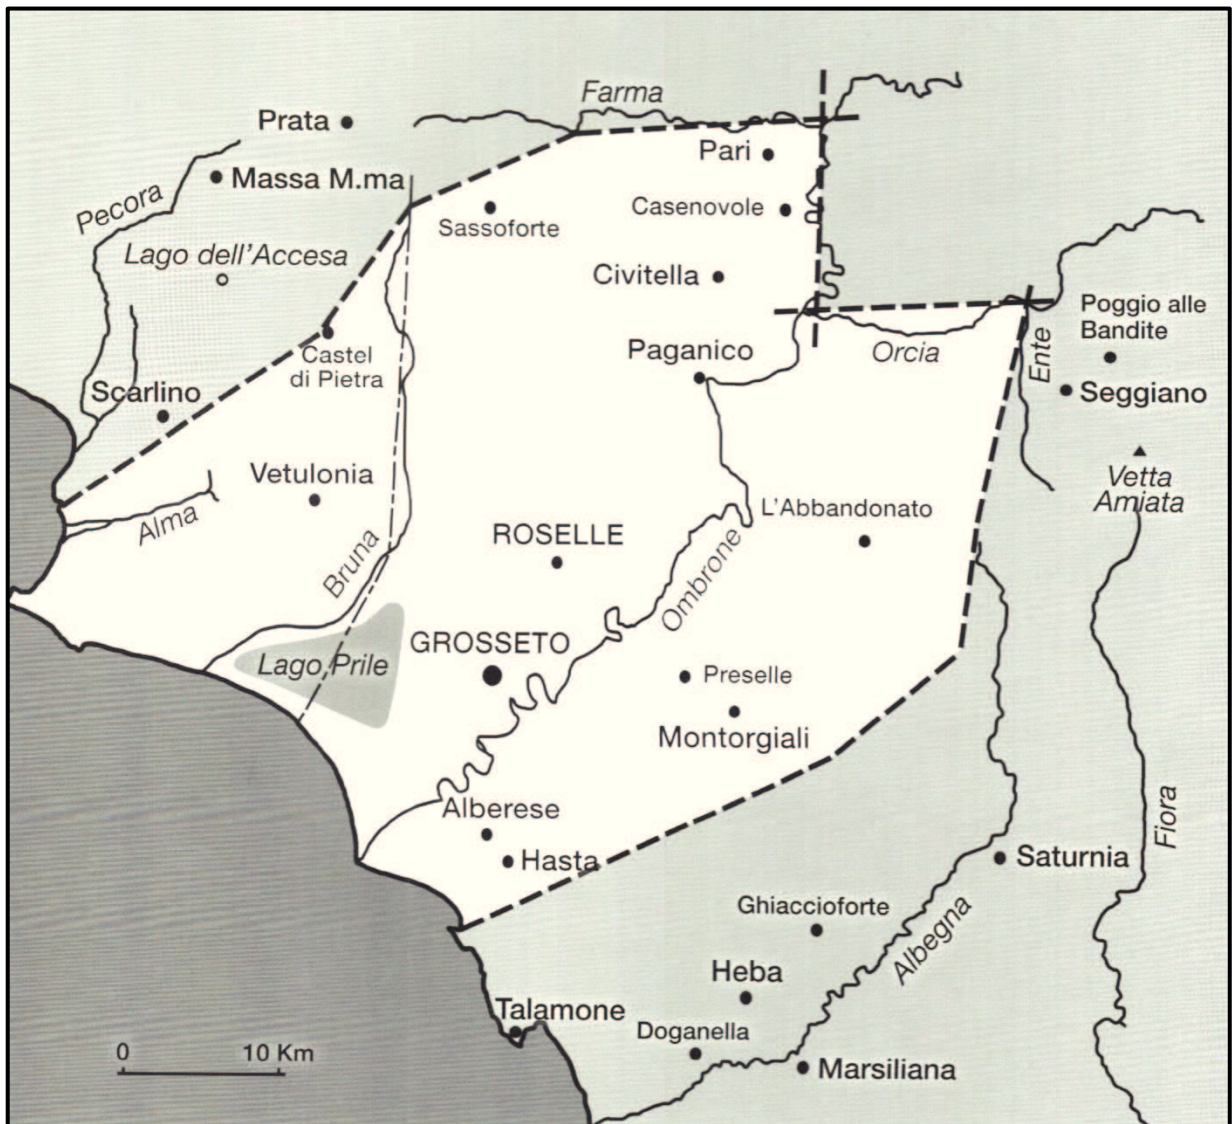 Farma
Prata
Pari
Massa M.ma
Pecora
Casenovole
Sassoforte
Lago dell'Accesa
Civitella
Poggio alle
Bandite
Castel
di Pietra
Paganico
Orcia
Ente
Scarlino
Seggiano
Vetulonia
Vetta
Amiata
L'Abbandonato
Alma
ROSELLE
Bruna
Ombrone
GROSSETO
Lago Prile
Preselle
Montorgiali
Alberese
Hasta
Fiora
Saturnia
Ghiaccioforte
Albegna
Heba
Talamone
Doganella
0 10 Km
Marsiliana